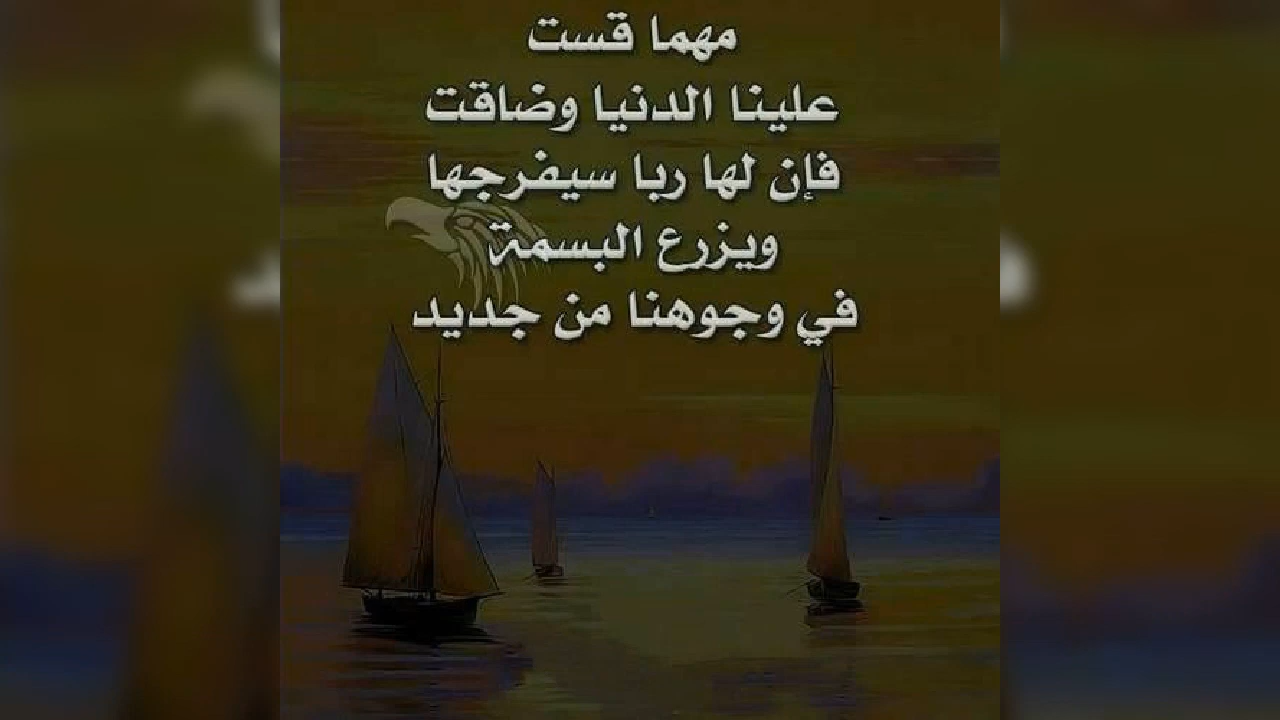 مهما قست
علينا الدنيا وضاقت
فإن لها ربا سيفرجها
ويزرع البسمة
في وجوهنا من جديد